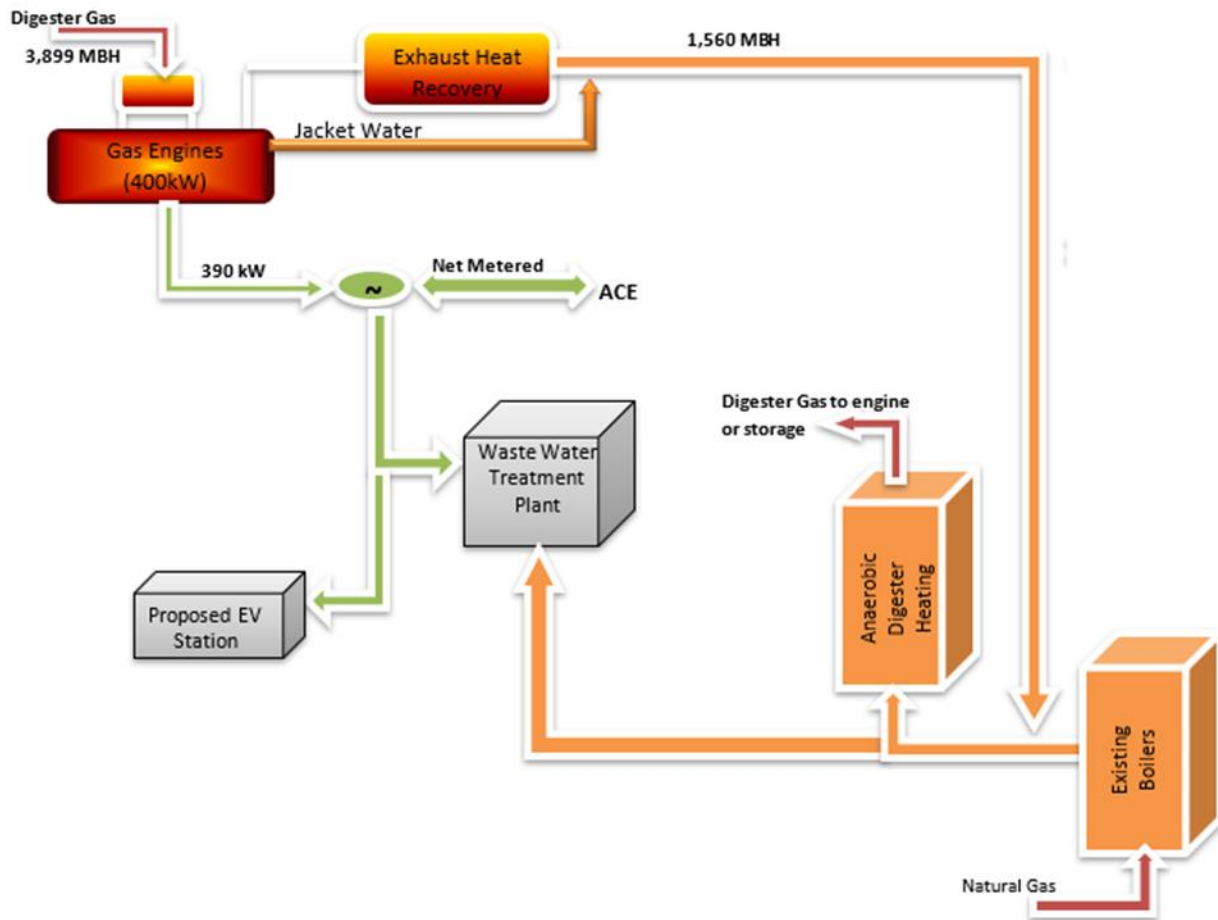 Digester Gas
3,899 MBH
Exhaust Heat
Recovery
1,560 MBH
Jacket Water
Gas Engines
(400kW)
390 kW
~
Net Metered
ACE
Digester Gas to engine
or storage
Waste Water
Treatment
Plant
Proposed EV
Station
Anaerobic
Digester
Heating
Existing
Boilers
Natural Gas